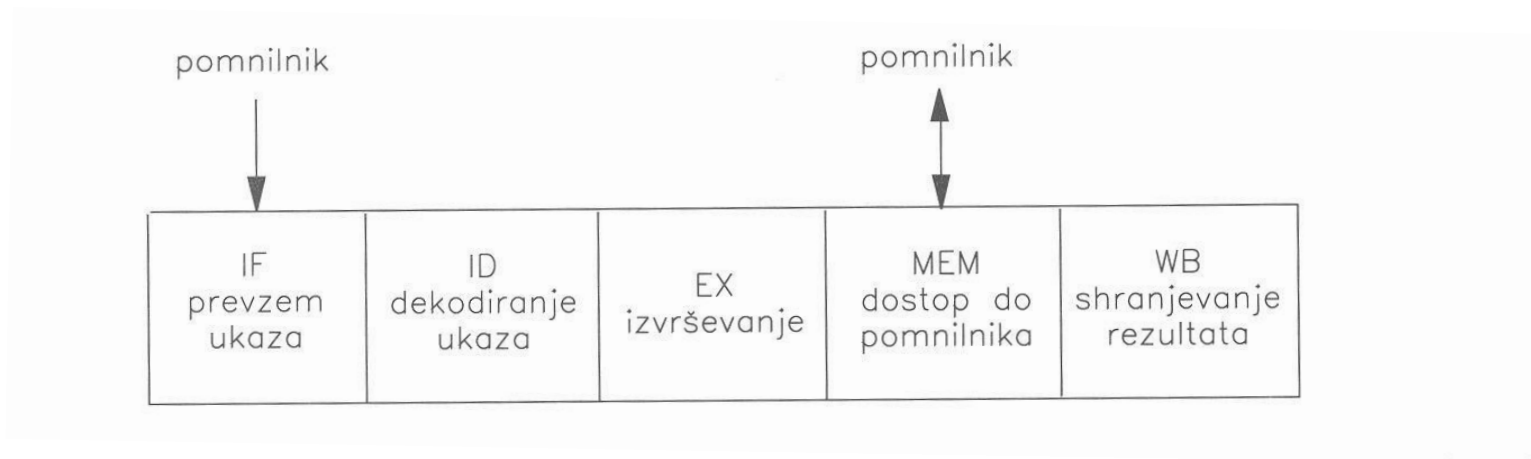 pomnilnik
pomnilnik
IF
prevzem
ukaza
ID
dekodiranje
ukaza
EX
izvrševanje
MEM
dostop do
pomnilnika
WB
shranjevanje
rezultata